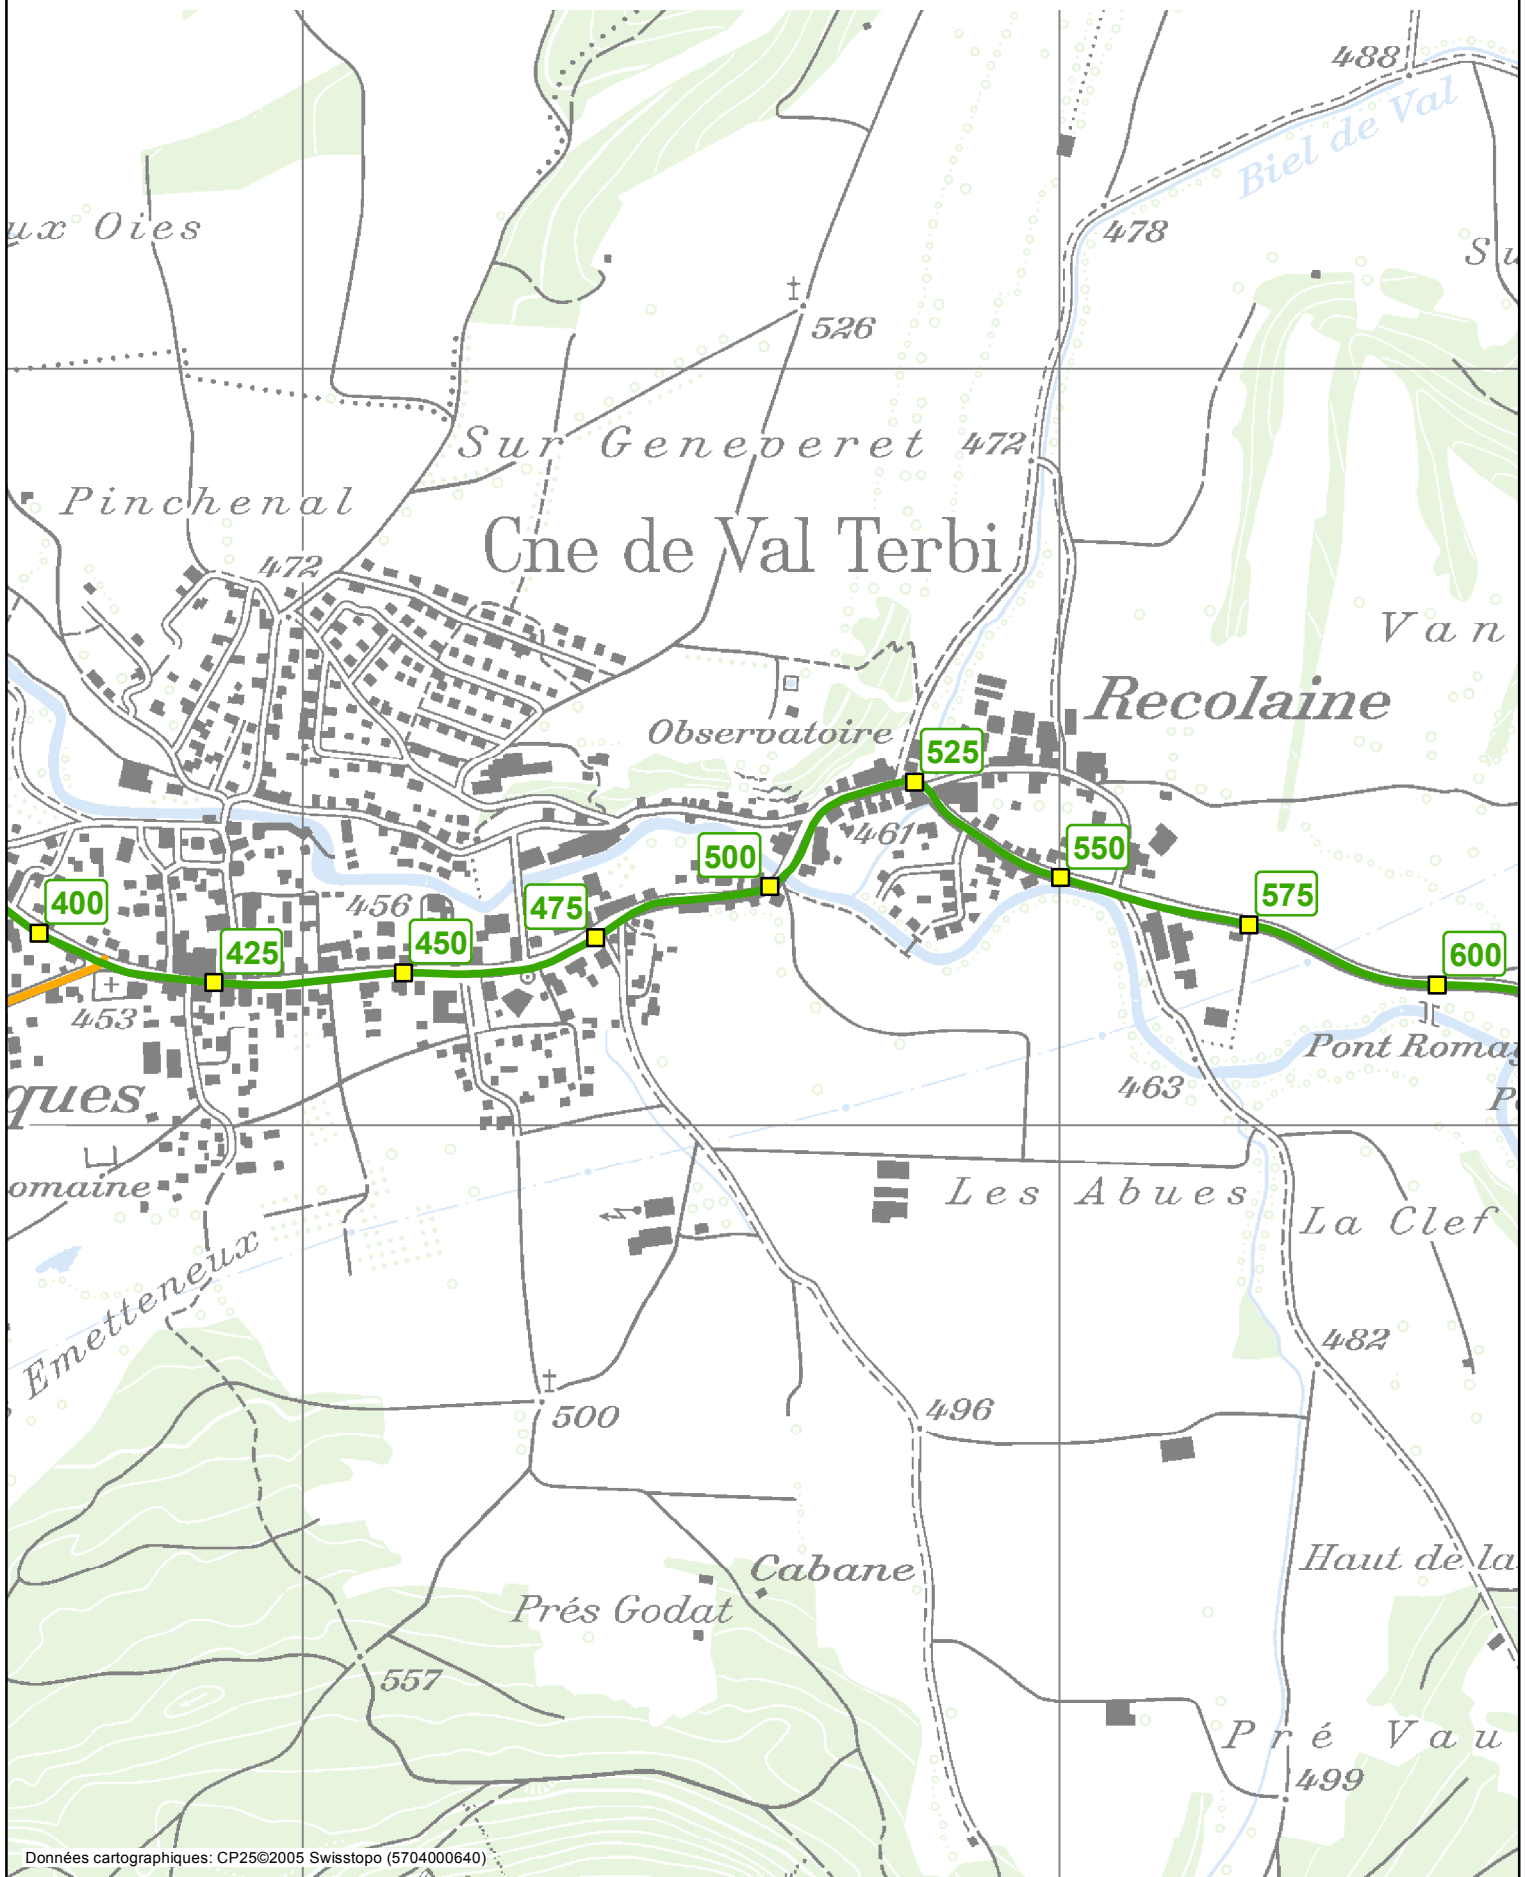 488
Biel de Val
ux Oies
478
Su
526
Sur Geneveret
472
Pinchenal
Cne de Val Terbi
472
Van
Recolaine
Observatoire
525
461
550
500
575
400
456
475
425
450
600
453
Pont Romai
ques
463
Po
omaine
Les Abues
La Clef
Emetteneux
482
500
496
Cabane
Haut de la
Prés Godat
557
Pré Vau
499
Données cartographiques: CP25©2005 Swisstopo (5704000640)